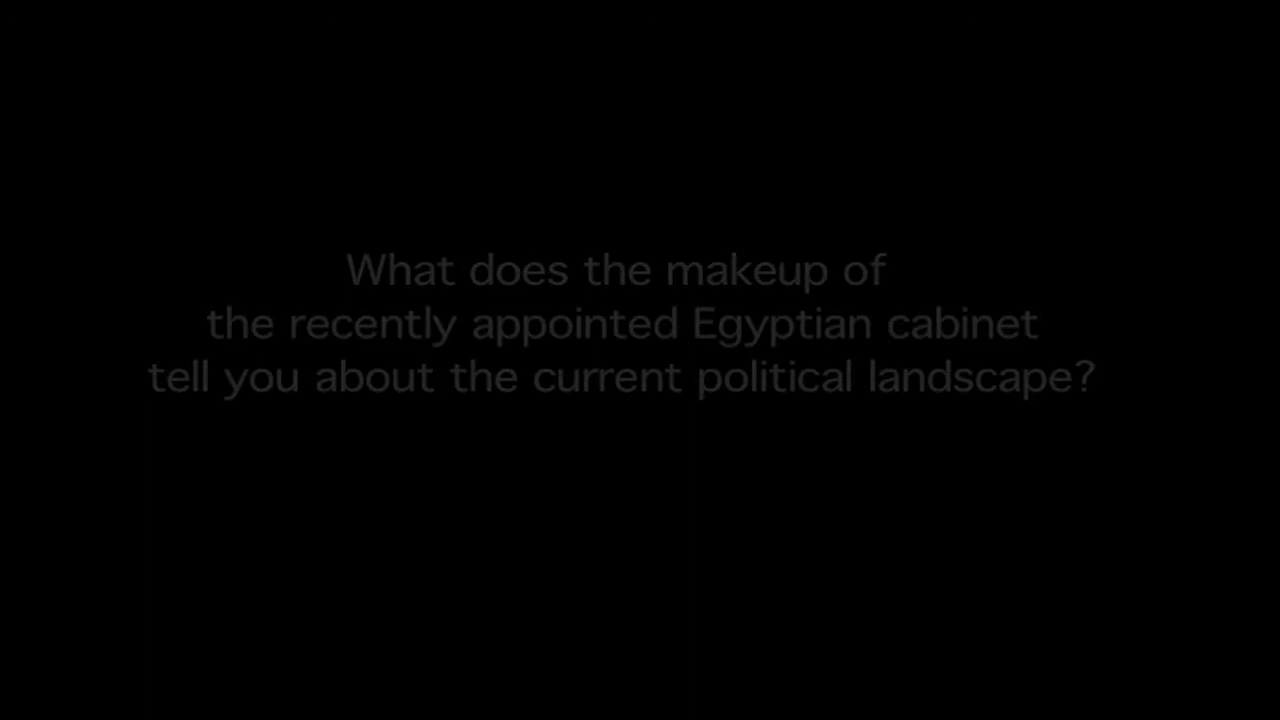 What does the makeup of
the recently appointed Egyptian cabinet
tell you about the current political landscape?